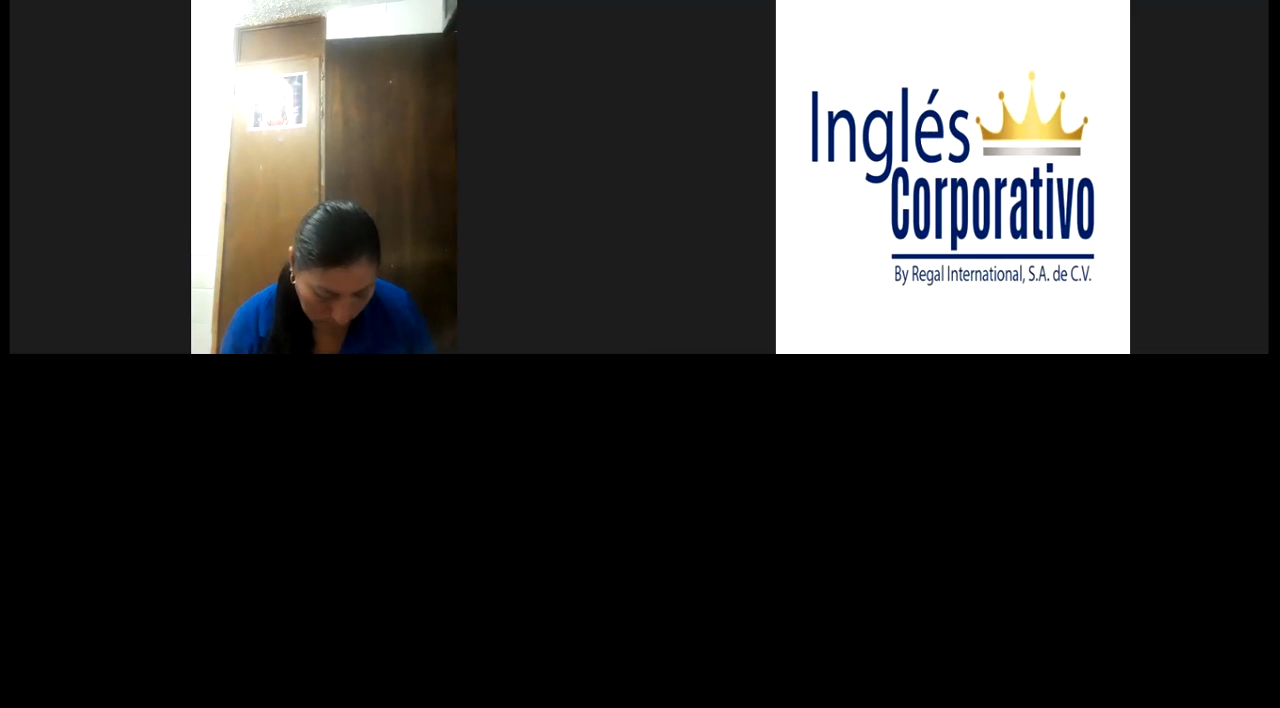 Inglés
Corporativo
By Regal International, S.A. de C.V.